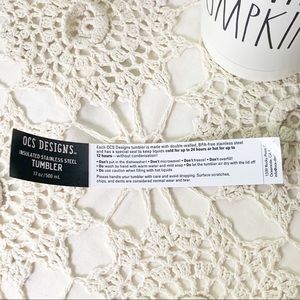 UMPKIN
OCS DESIGNS™
INSULATED STAINLESS STEEL
TUMBLER
17 oz/500 mL
Each OCS Designs tumbler is made with double-walled, BPA-free stainless steel
and has a special seal to keep liquids cold for up to 24 hours or hot for up to
12 hours—without condensation!
• Don't put in the dishwasher! • Don't microwave! • Don't freeze! • Don't overfill!
• Do wash by hand in warm water and mild soap • Do let the tumbler air dry with the lid off
• Do use caution when filling with hot liquids
Please handle your tumbler with care and avoid dropping. Surface scratches,
chips, and dents are considered normal wear and tear.